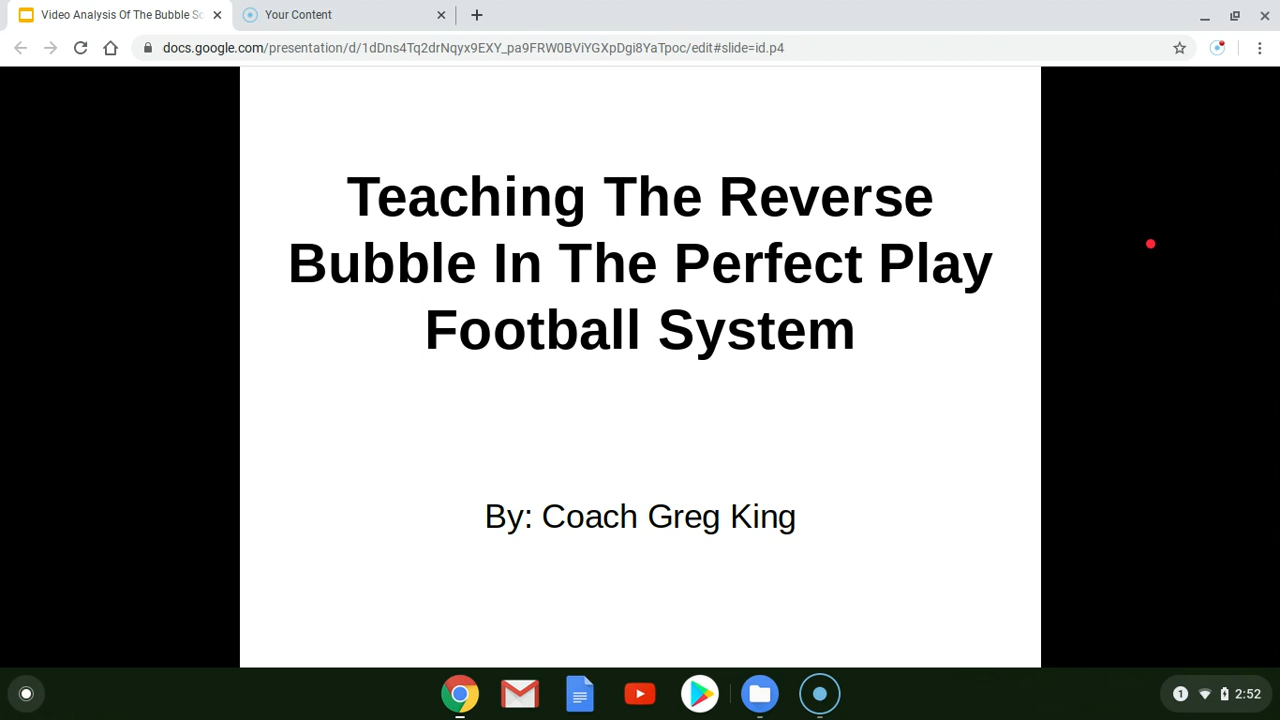 Video Analysis Of The Bubble Sc
Your Content
docs.google.com/presentation/d/1dDns4Tq2drNqyx9EXY_pa9FRW0BViYGXpDgi8YaTpoc/edit#slide=id.p4
Teaching The Reverse
Bubble In The Perfect Play
Football System
By: Coach Greg King
1
2:52